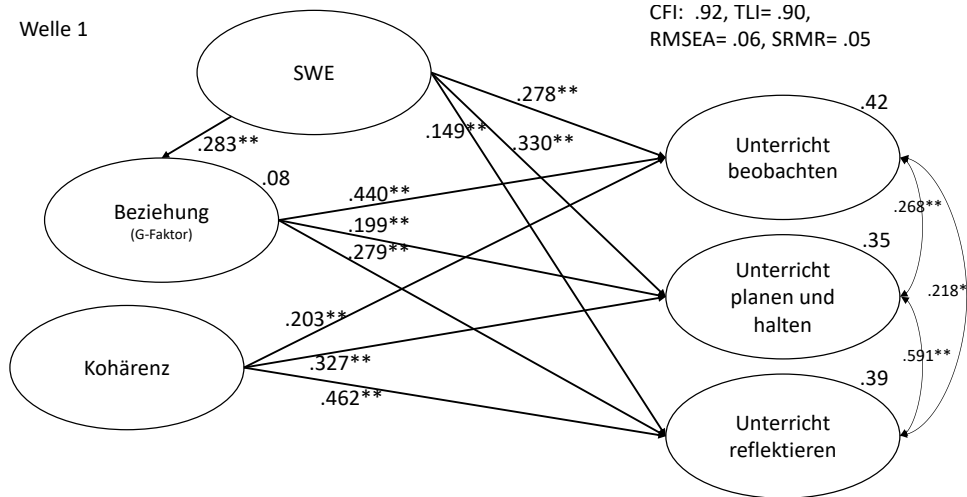 Welle 1
CFI: .92, TLI= .90,
RMSEA= .06, SRMR= .05
SWE
.278**
.149**
.330**
.283**
.42
Unterricht
beobachten
.08
Beziehung
(G-Faktor)
.440**
.199**
.279**
.268**
.35
Unterricht
planen und
halten
.218*
.203**
.327**
.462**
Kohärenz
.591**
.39
Unterricht
reflektieren